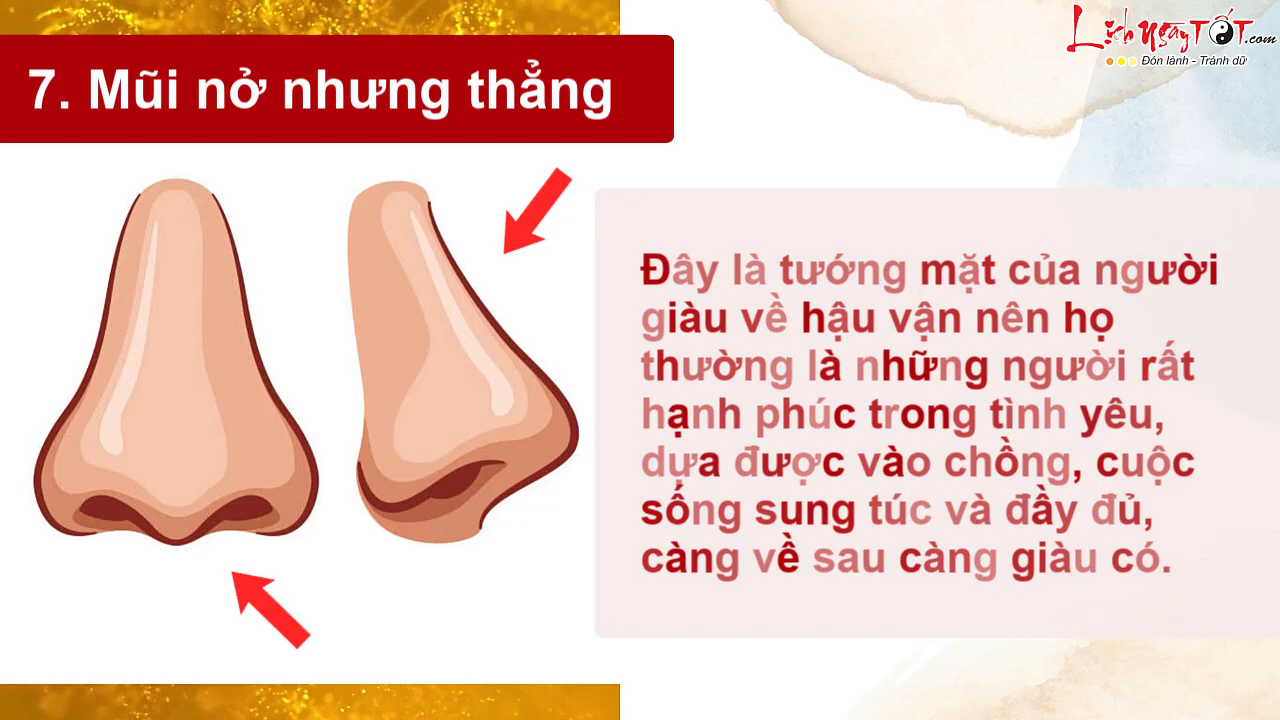 LịchNgàyTỐT.com
Đón lành - Tránh dữ
7. Mũi nở nhưng thẳng
Đây là tướng mặt của người
giàu về hậu vận nên họ
thường là những người rất
hạnh phúc trong tình yêu,
dựa được vào chồng, cuộc
sống sung túc và đầy đủ,
càng về sau càng giàu có.